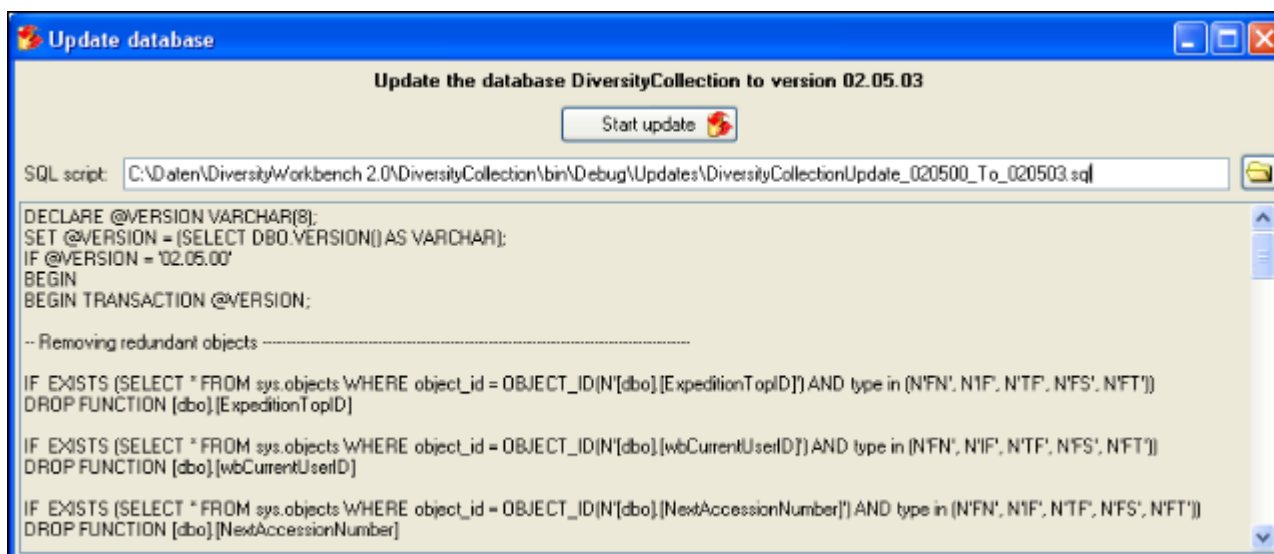 Update database
Update the database DiversityCollection to version 02.05.03
Start update
SQL script: C:\Daten\DiversityWorkbench 2.0\DiversityCollection\bin\Debug\Updates\DiversityCollectionUpdate_020500_To_020503.sql
DECLARE @VERSION VARCHAR(8);
SET @VERSION = (SELECT DBO.VERSION() AS VARCHAR);
IF @VERSION = '02.05.00'
BEGIN
BEGIN TRANSACTION @VERSION;
-- Removing redundant objects ------------------------------------------------------------------------------------------
IF  EXISTS (SELECT * FROM sys.objects WHERE object_id = OBJECT_ID(N'[dbo].[ExpeditionTopID]') AND type in (N'FN', N'IF', N'TF', N'FS', N'FT'))
DROP FUNCTION [dbo].[ExpeditionTopID]
IF  EXISTS (SELECT * FROM sys.objects WHERE object_id = OBJECT_ID(N'[dbo].[wbCurrentUserID]') AND type in (N'FN', N'IF', N'TF', N'FS', N'FT'))
DROP FUNCTION [dbo].[wbCurrentUserID]
IF  EXISTS (SELECT * FROM sys.objects WHERE object_id = OBJECT_ID(N'[dbo].[NextAccessionNumber]') AND type in (N'FN', N'IF', N'TF', N'FS', N'FT'))
DROP FUNCTION [dbo].[NextAccessionNumber]